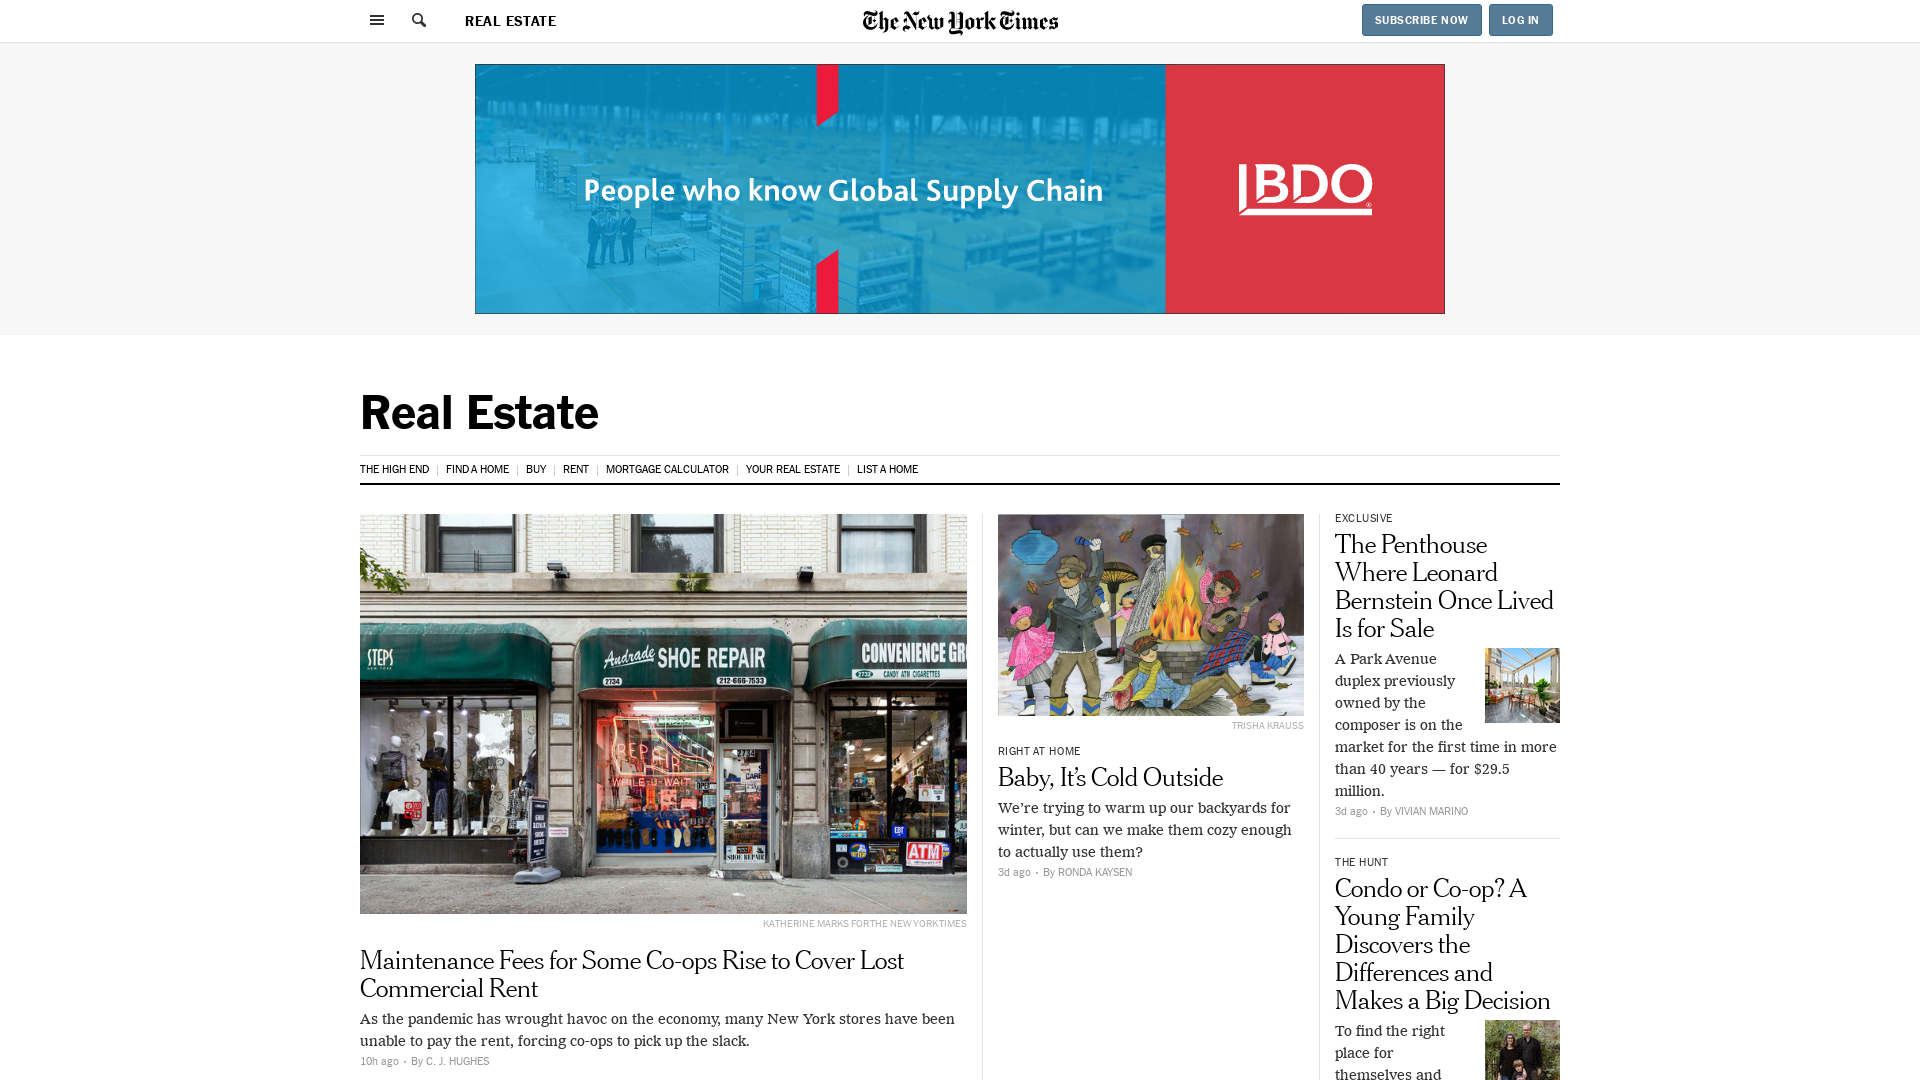 REAL ESTATE
The New York Times
SUBSCRIBE NOW
LOG IN
People who know Global Supply Chain
BDO
Real Estate
THE HIGH END
FIND A HOME
BUY
RENT
MORTGAGE CALCULATOR
YOUR REAL ESTATE
LIST A HOME
STEPS
Andrade SHOE REPAIR
2734
212-666-7533
CONVENIENCE GR
2732
CANDY ATM CIGARETTES
REPAIR
WHILE-U-WAIT
2734
SHOE REPAIR
EBT
ATM
KATHERINE MARKS FOR THE NEW YORK TIMES
Maintenance Fees for Some Co-ops Rise to Cover Lost
Commercial Rent
As the pandemic has wrought havoc on the economy, many New York stores have been
unable to pay the rent, forcing co-ops to pick up the slack.
10h ago • By C. J. HUGHES
TRISHA KRAUSS
RIGHT AT HOME
Baby, It’s Cold Outside
We’re trying to warm up our backyards for
winter, but can we make them cozy enough
to actually use them?
3d ago • By RONDA KAYSEN
EXCLUSIVE
The Penthouse
Where Leonard
Bernstein Once Lived
Is for Sale
A Park Avenue
duplex previously
owned by the
composer is on the
market for the first time in more
than 40 years — for $29.5
million.
3d ago • By VIVIAN MARINO
THE HUNT
Condo or Co-op? A
Young Family
Discovers the
Differences and
Makes a Big Decision
To find the right
place for
themselves and